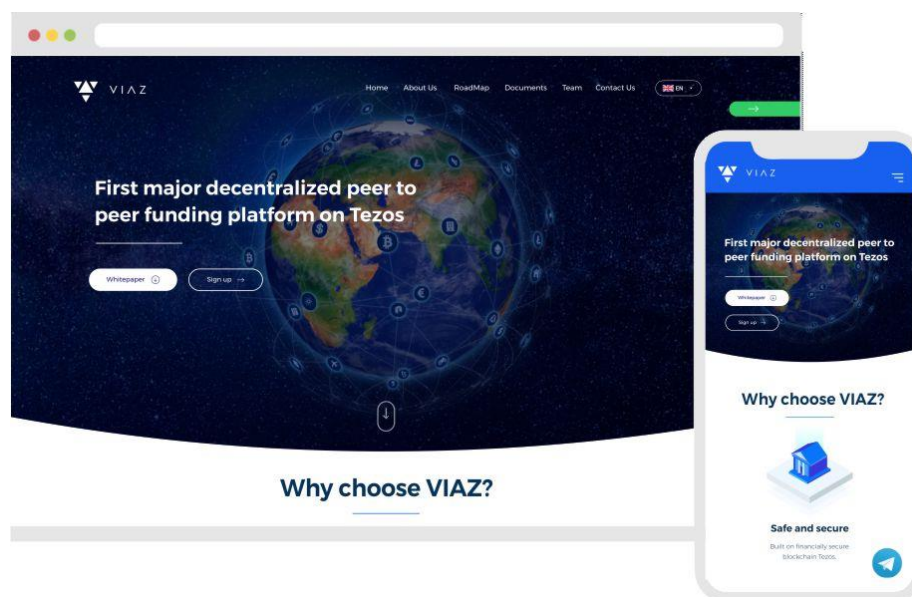 VIAZ
Home About Us RoadMap Documents Team Contact Us EN
First major decentralized peer to
peer funding platform on Tezos
Whitepaper Sign up
Why choose VIAZ?
VIAZ
First major decentralized peer to
peer funding platform on Tezos
Whitepaper
Sign up
Why choose VIAZ?
Safe and secure
Built on financially secure
blockchain Tezos.